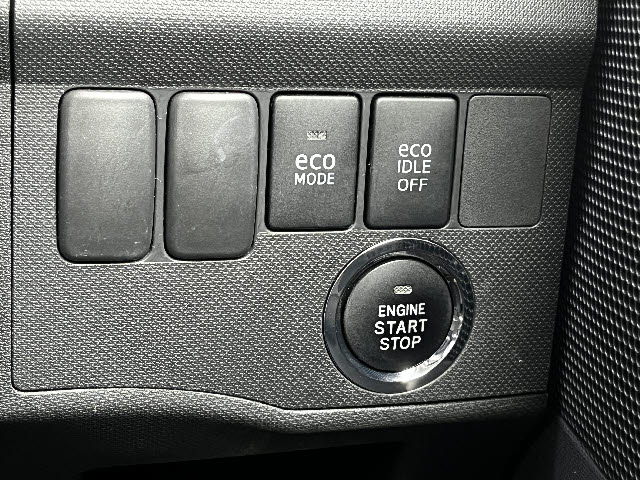 eco
MODE
eco
IDLE
OFF
ENGINE
START
STOP